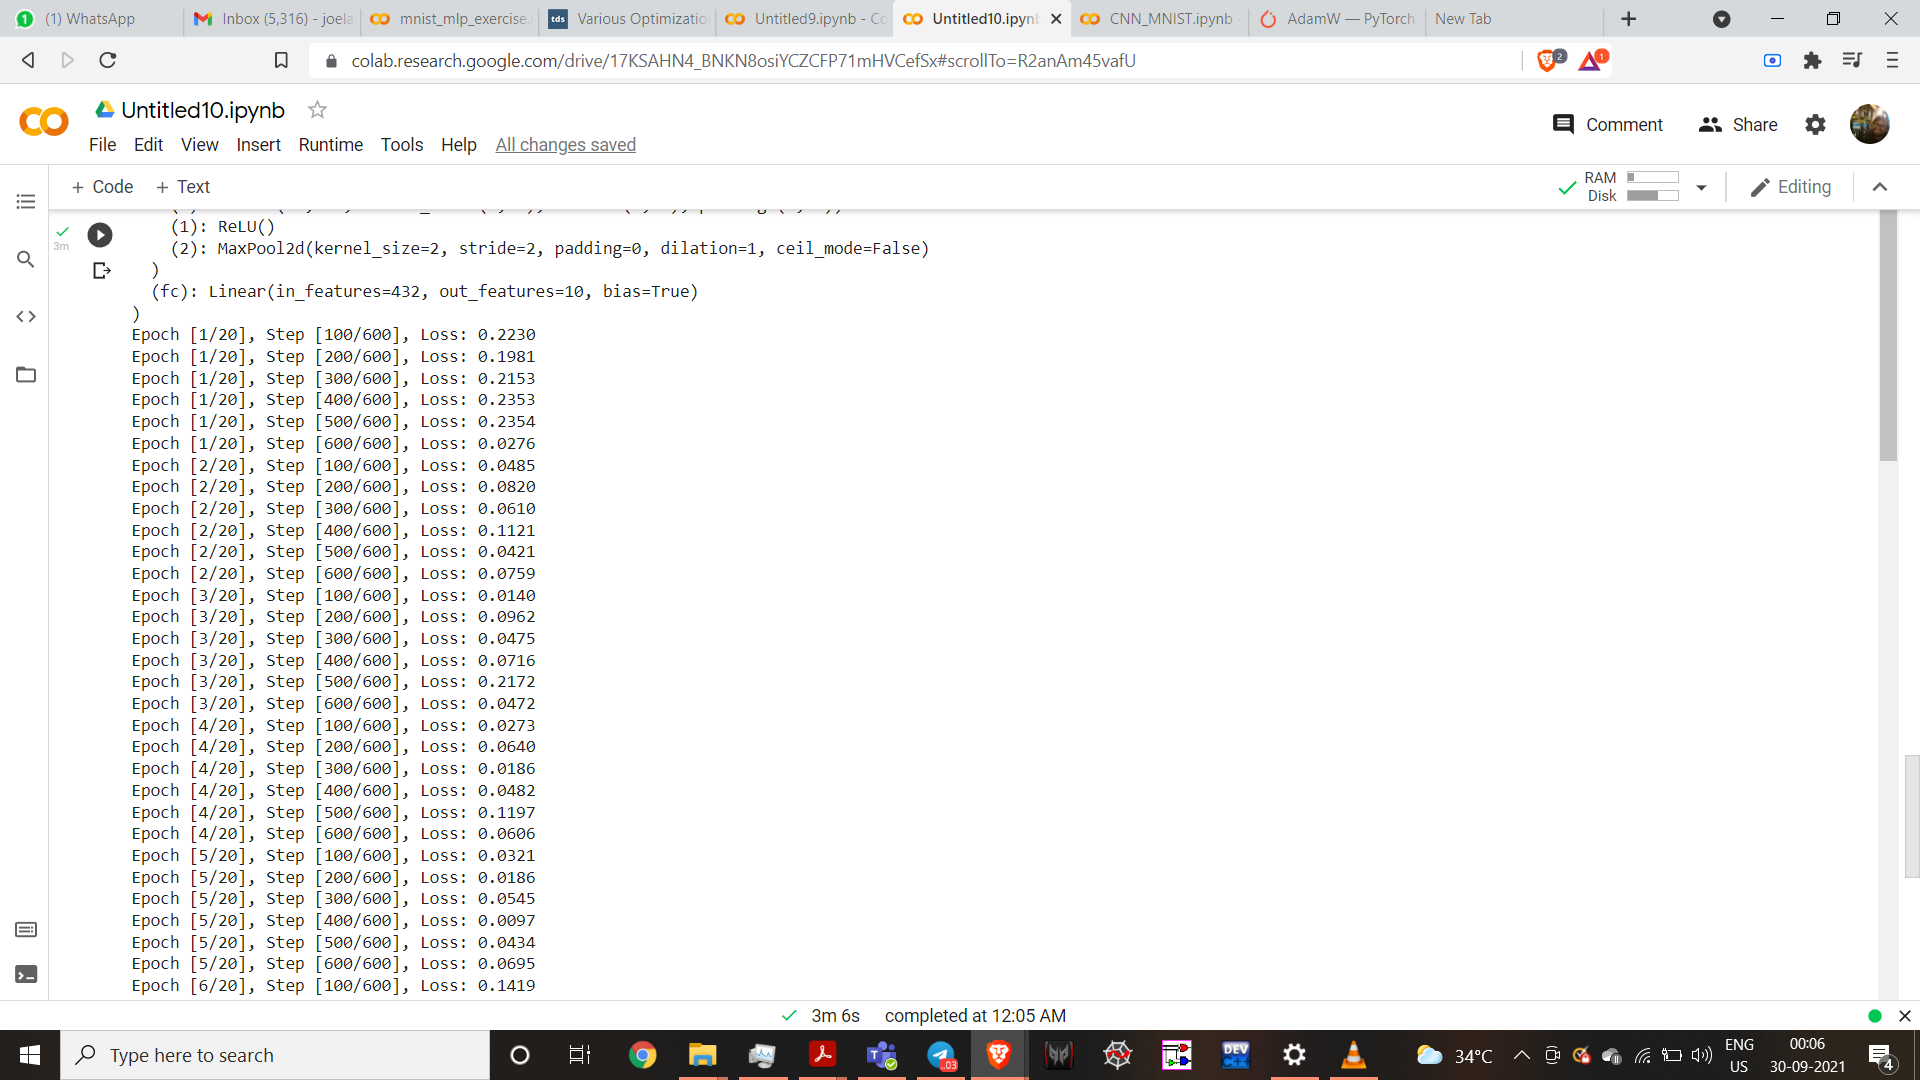 (1) WhatsApp
Inbox (5,316) - joela
mnist_mlp_exercise.
tds Various Optimizatio
Untitled9.ipynb - Co
Untitled10.ipynb
CNN_MNIST.ipynb -
AdamW — PyTorch
New Tab
colab.research.google.com/drive/17KSAHN4_BNKN8osiYCZCFP71mHVCefSx#scrollTo=R2anAm45vafU
2
1
Untitled10.ipynb
Comment
Share
File Edit View Insert Runtime Tools Help All changes saved
+ Code + Text
RAM
Disk
Editing
3m
(1): ReLU()
(2): MaxPool2d(kernel_size=2, stride=2, padding=0, dilation=1, ceil_mode=False)
)
(fc): Linear(in_features=432, out_features=10, bias=True)
)
Epoch [1/20], Step [100/600], Loss: 0.2230
Epoch [1/20], Step [200/600], Loss: 0.1981
Epoch [1/20], Step [300/600], Loss: 0.2153
Epoch [1/20], Step [400/600], Loss: 0.2353
Epoch [1/20], Step [500/600], Loss: 0.2354
Epoch [1/20], Step [600/600], Loss: 0.0276
Epoch [2/20], Step [100/600], Loss: 0.0485
Epoch [2/20], Step [200/600], Loss: 0.0820
Epoch [2/20], Step [300/600], Loss: 0.0610
Epoch [2/20], Step [400/600], Loss: 0.1121
Epoch [2/20], Step [500/600], Loss: 0.0421
Epoch [2/20], Step [600/600], Loss: 0.0759
Epoch [3/20], Step [100/600], Loss: 0.0140
Epoch [3/20], Step [200/600], Loss: 0.0962
Epoch [3/20], Step [300/600], Loss: 0.0475
Epoch [3/20], Step [400/600], Loss: 0.0716
Epoch [3/20], Step [500/600], Loss: 0.2172
Epoch [3/20], Step [600/600], Loss: 0.0472
Epoch [4/20], Step [100/600], Loss: 0.0273
Epoch [4/20], Step [200/600], Loss: 0.0640
Epoch [4/20], Step [300/600], Loss: 0.0186
Epoch [4/20], Step [400/600], Loss: 0.0482
Epoch [4/20], Step [500/600], Loss: 0.1197
Epoch [4/20], Step [600/600], Loss: 0.0606
Epoch [5/20], Step [100/600], Loss: 0.0321
Epoch [5/20], Step [200/600], Loss: 0.0186
Epoch [5/20], Step [300/600], Loss: 0.0545
Epoch [5/20], Step [400/600], Loss: 0.0097
Epoch [5/20], Step [500/600], Loss: 0.0434
Epoch [5/20], Step [600/600], Loss: 0.0695
Epoch [6/20], Step [100/600], Loss: 0.1419
3m 6s completed at 12:05 AM
Type here to search
..03
DEV C++
34°C
ENG
US
00:06
30-09-2021
4